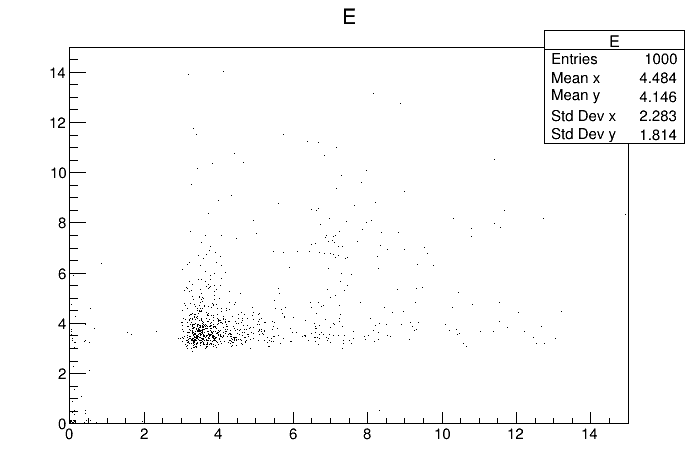 E
E
Entries 1000
Mean x 4.484
Mean y 4.146
Std Dev x 2.283
Std Dev y 1.814
14
12
10
8
6
4
2
0
0 2 4 6 8 10 12 14